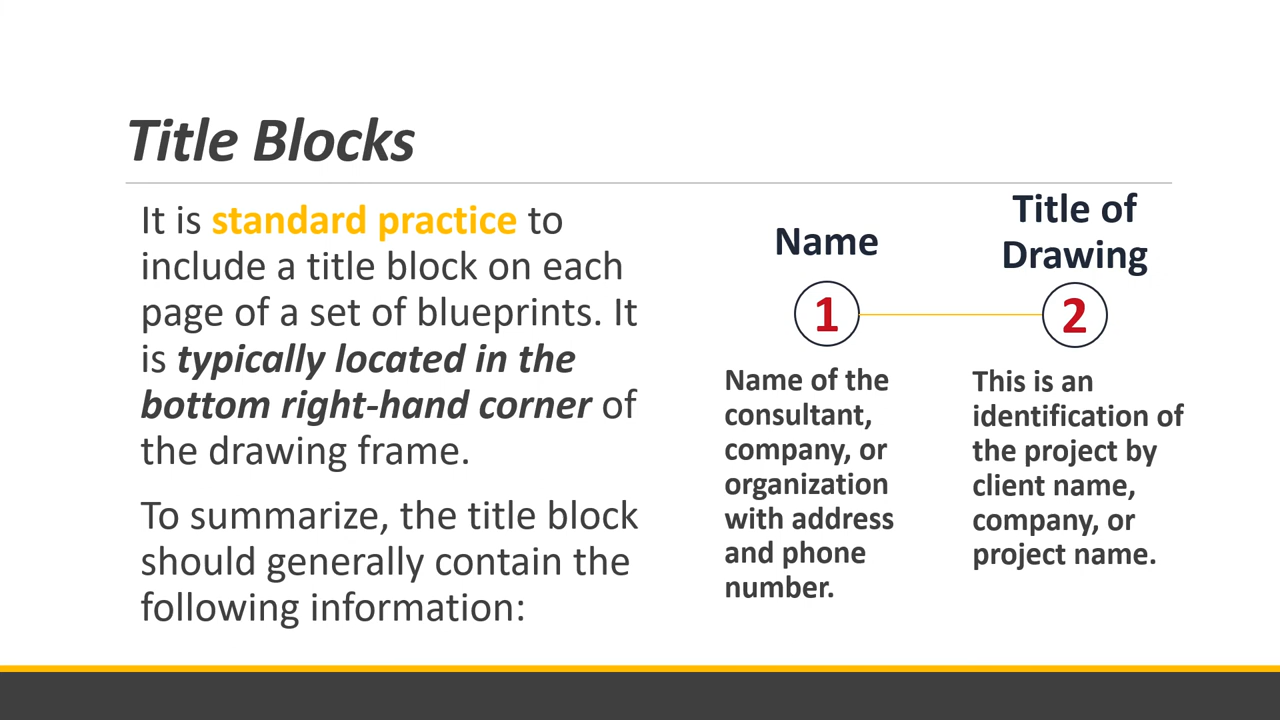 Title Blocks
It is standard practice to
include a title block on each
page of a set of blueprints. It
is typically located in the
bottom right-hand corner of
the drawing frame.
To summarize, the title block
should generally contain the
following information:
Name
1
Name of the
consultant,
company, or
organization
with address
and phone
number.
Title of
Drawing
2
This is an
identification of
the project by
client name,
company, or
project name.